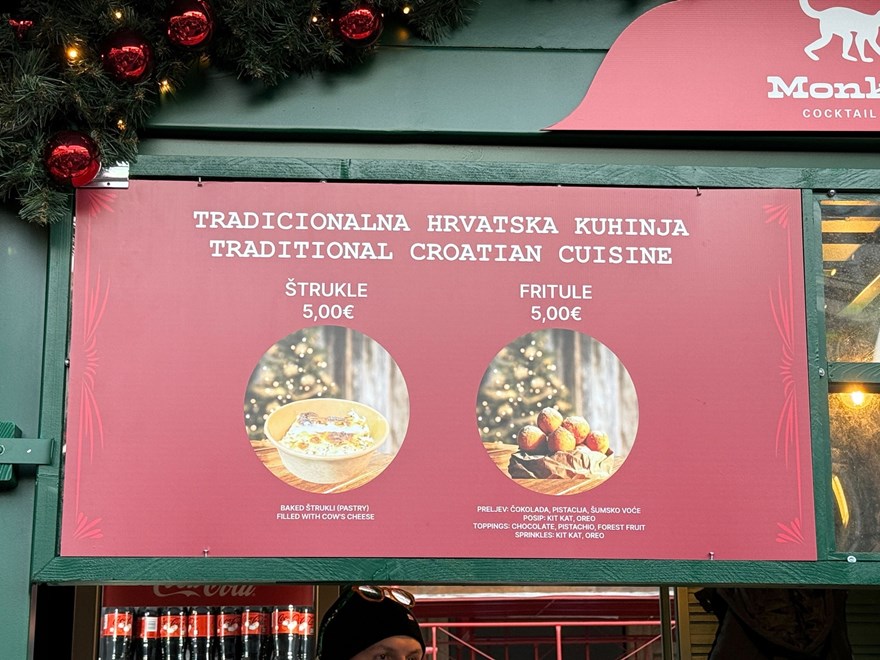 COCKTAIL
TRADICIONALNA HRVATSKA KUHINJA
TRADITIONAL CROATIAN CUISINE
ŠTRUKLE
5,00€
FRITULE
5,00€
BAKED ŠTRUKLI (PASTRY)
FILLED WITH COW'S CHEESE
PRELJEV: ČOKOLADA, PISTACIJA, ŠUMSKO VOĆE
POSIP: KIT KAT, OREO
TOPPINGS: CHOCOLATE, PISTACHIO, FOREST FRUIT
SPRINKLES: KIT KAT, OREO
Coca-Cola